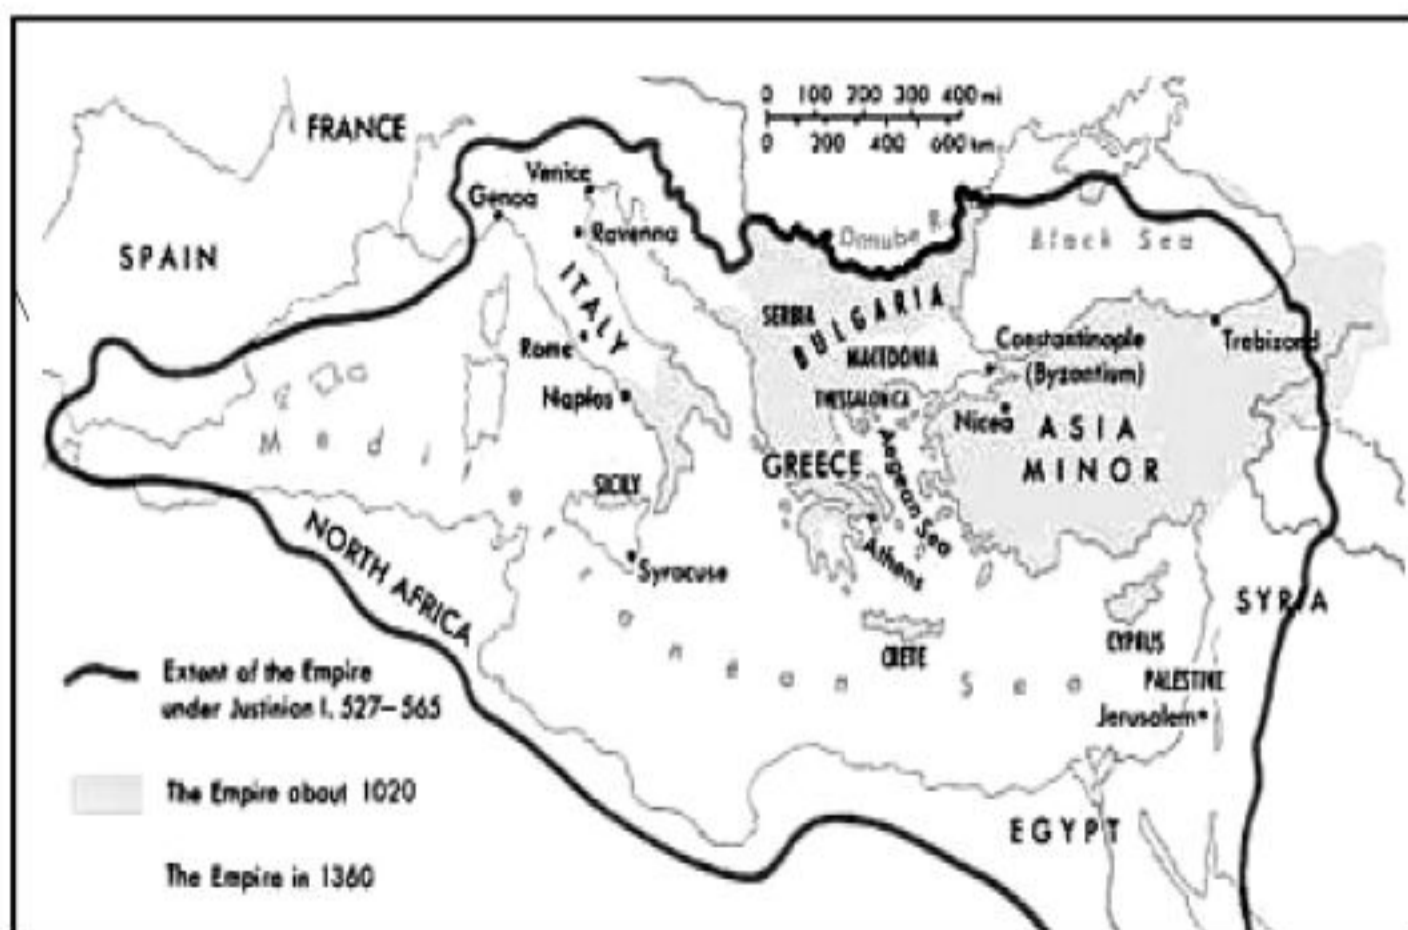 0 100 200 300 400 mi
0 200 400 600 km
FRANCE
SPAIN
Venice
Genoa
Ravenna
ITALY
Rome
Naples
SICILY
Syracuse
Danube R.
Black Sea
SERBIA
BULGARIA
MACEDONIA
THESSALONICA
Constantinople
(Byzantium)
Trebizond
Nicea
ASIA
MINOR
GREECE
Aegean Sea
Athens
Mediterranean Sea
CRETE
CYPRUS
SYRIA
PALESTINE
Jerusalem
NORTH AFRICA
EGYPT
Extent of the Empire
under Justinian I. 527–565
The Empire about 1020
The Empire in 1360